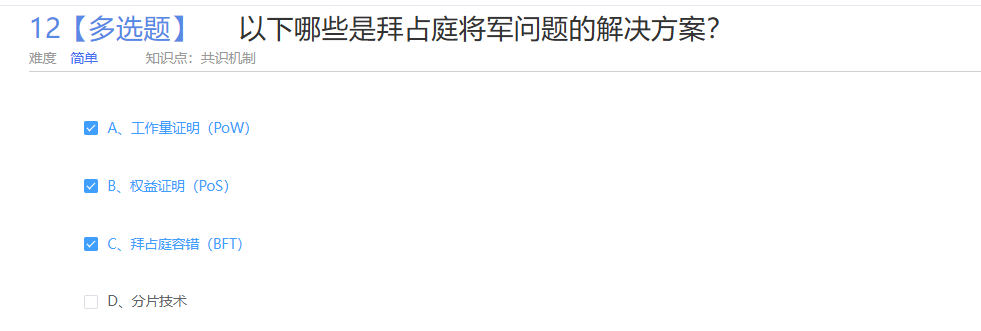 12【多选题】 以下哪些是拜占庭将军问题的解决方案?
难度 简单 知识点：共识机制
A、工作量证明（PoW）
B、权益证明（PoS）
C、拜占庭容错（BFT）
D、分片技术